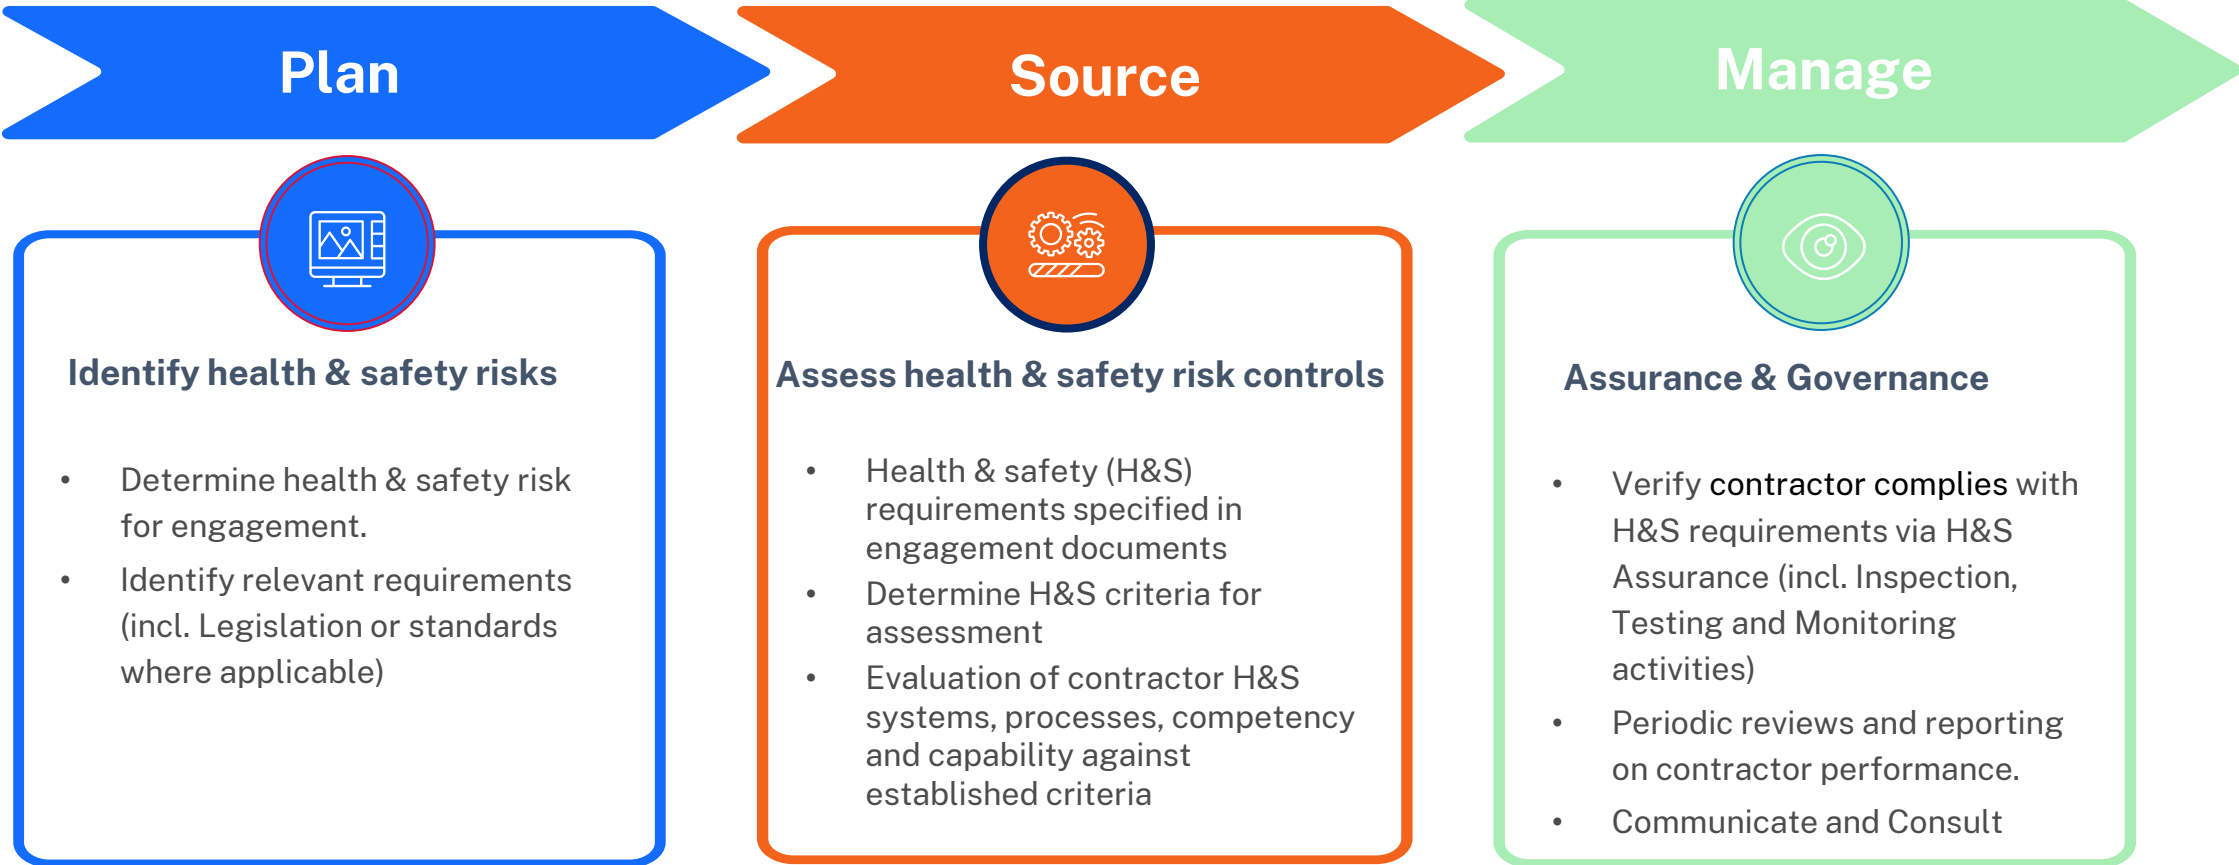 Plan
Source
Manage
Identify health & safety risks
• Determine health & safety risk
for engagement.
• Identify relevant requirements
(incl. Legislation or standards
where applicable)
Assess health & safety risk controls
• Health & safety (H&S)
requirements specified in
engagement documents
• Determine H&S criteria for
assessment
• Evaluation of contractor H&S
systems, processes, competency
and capability against
established criteria
Assurance & Governance
• Verify contractor complies with
H&S requirements via H&S
Assurance (incl. Inspection,
Testing and Monitoring
activities)
• Periodic reviews and reporting
on contractor performance.
• Communicate and Consult